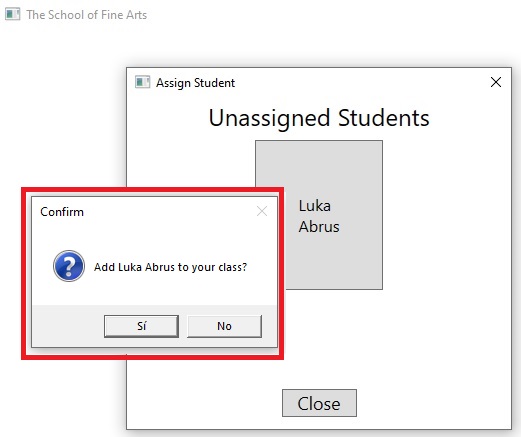 The School of Fine Arts
Assign Student
Unassigned Students
Luka
Abrus
Confirm
Add Luka Abrus to your class?
Sí
No
Close